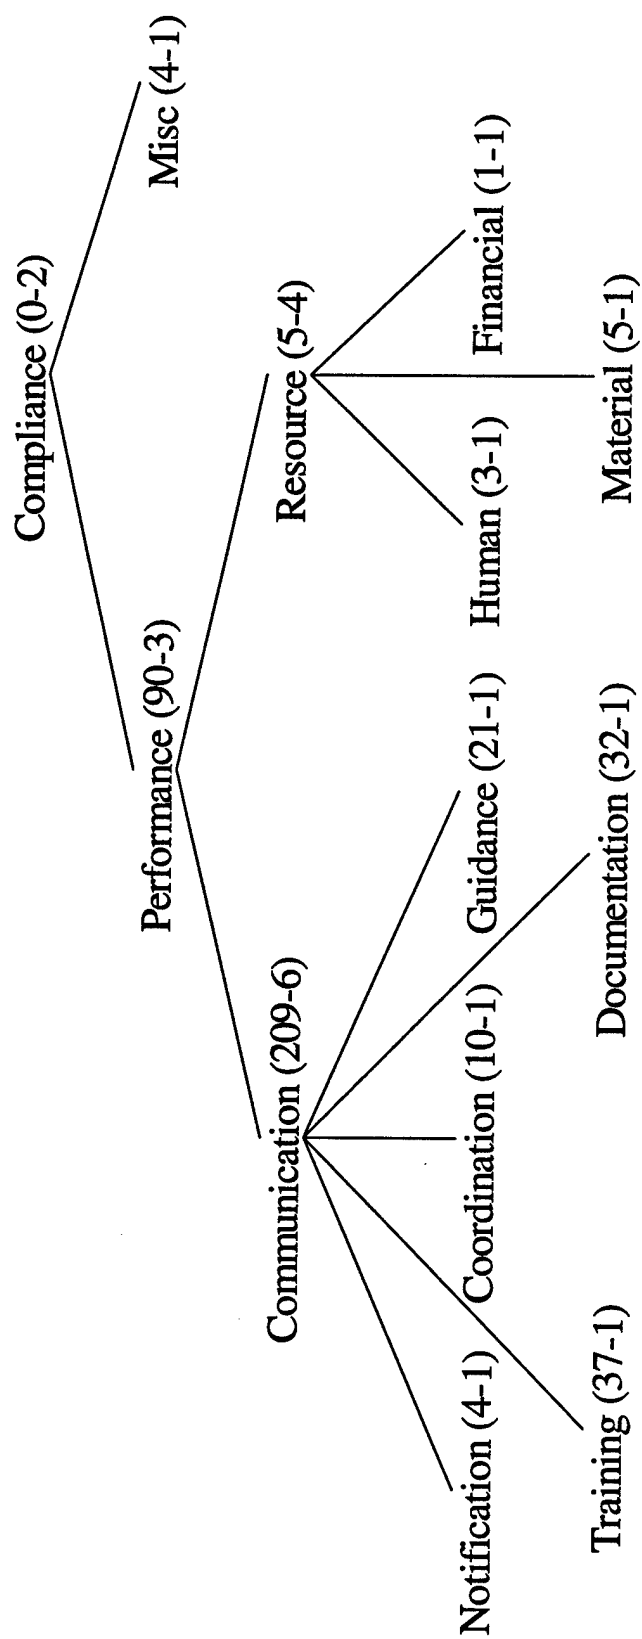 Compliance (0-2)
Performance (90-3)
Misc (4-1)
Communication (209-6)
Resource (5-4)
Notification (4-1)
Coordination (10-1)
Guidance (21-1)
Human (3-1)
Financial (1-1)
Training (37-1)
Documentation (32-1)
Material (5-1)